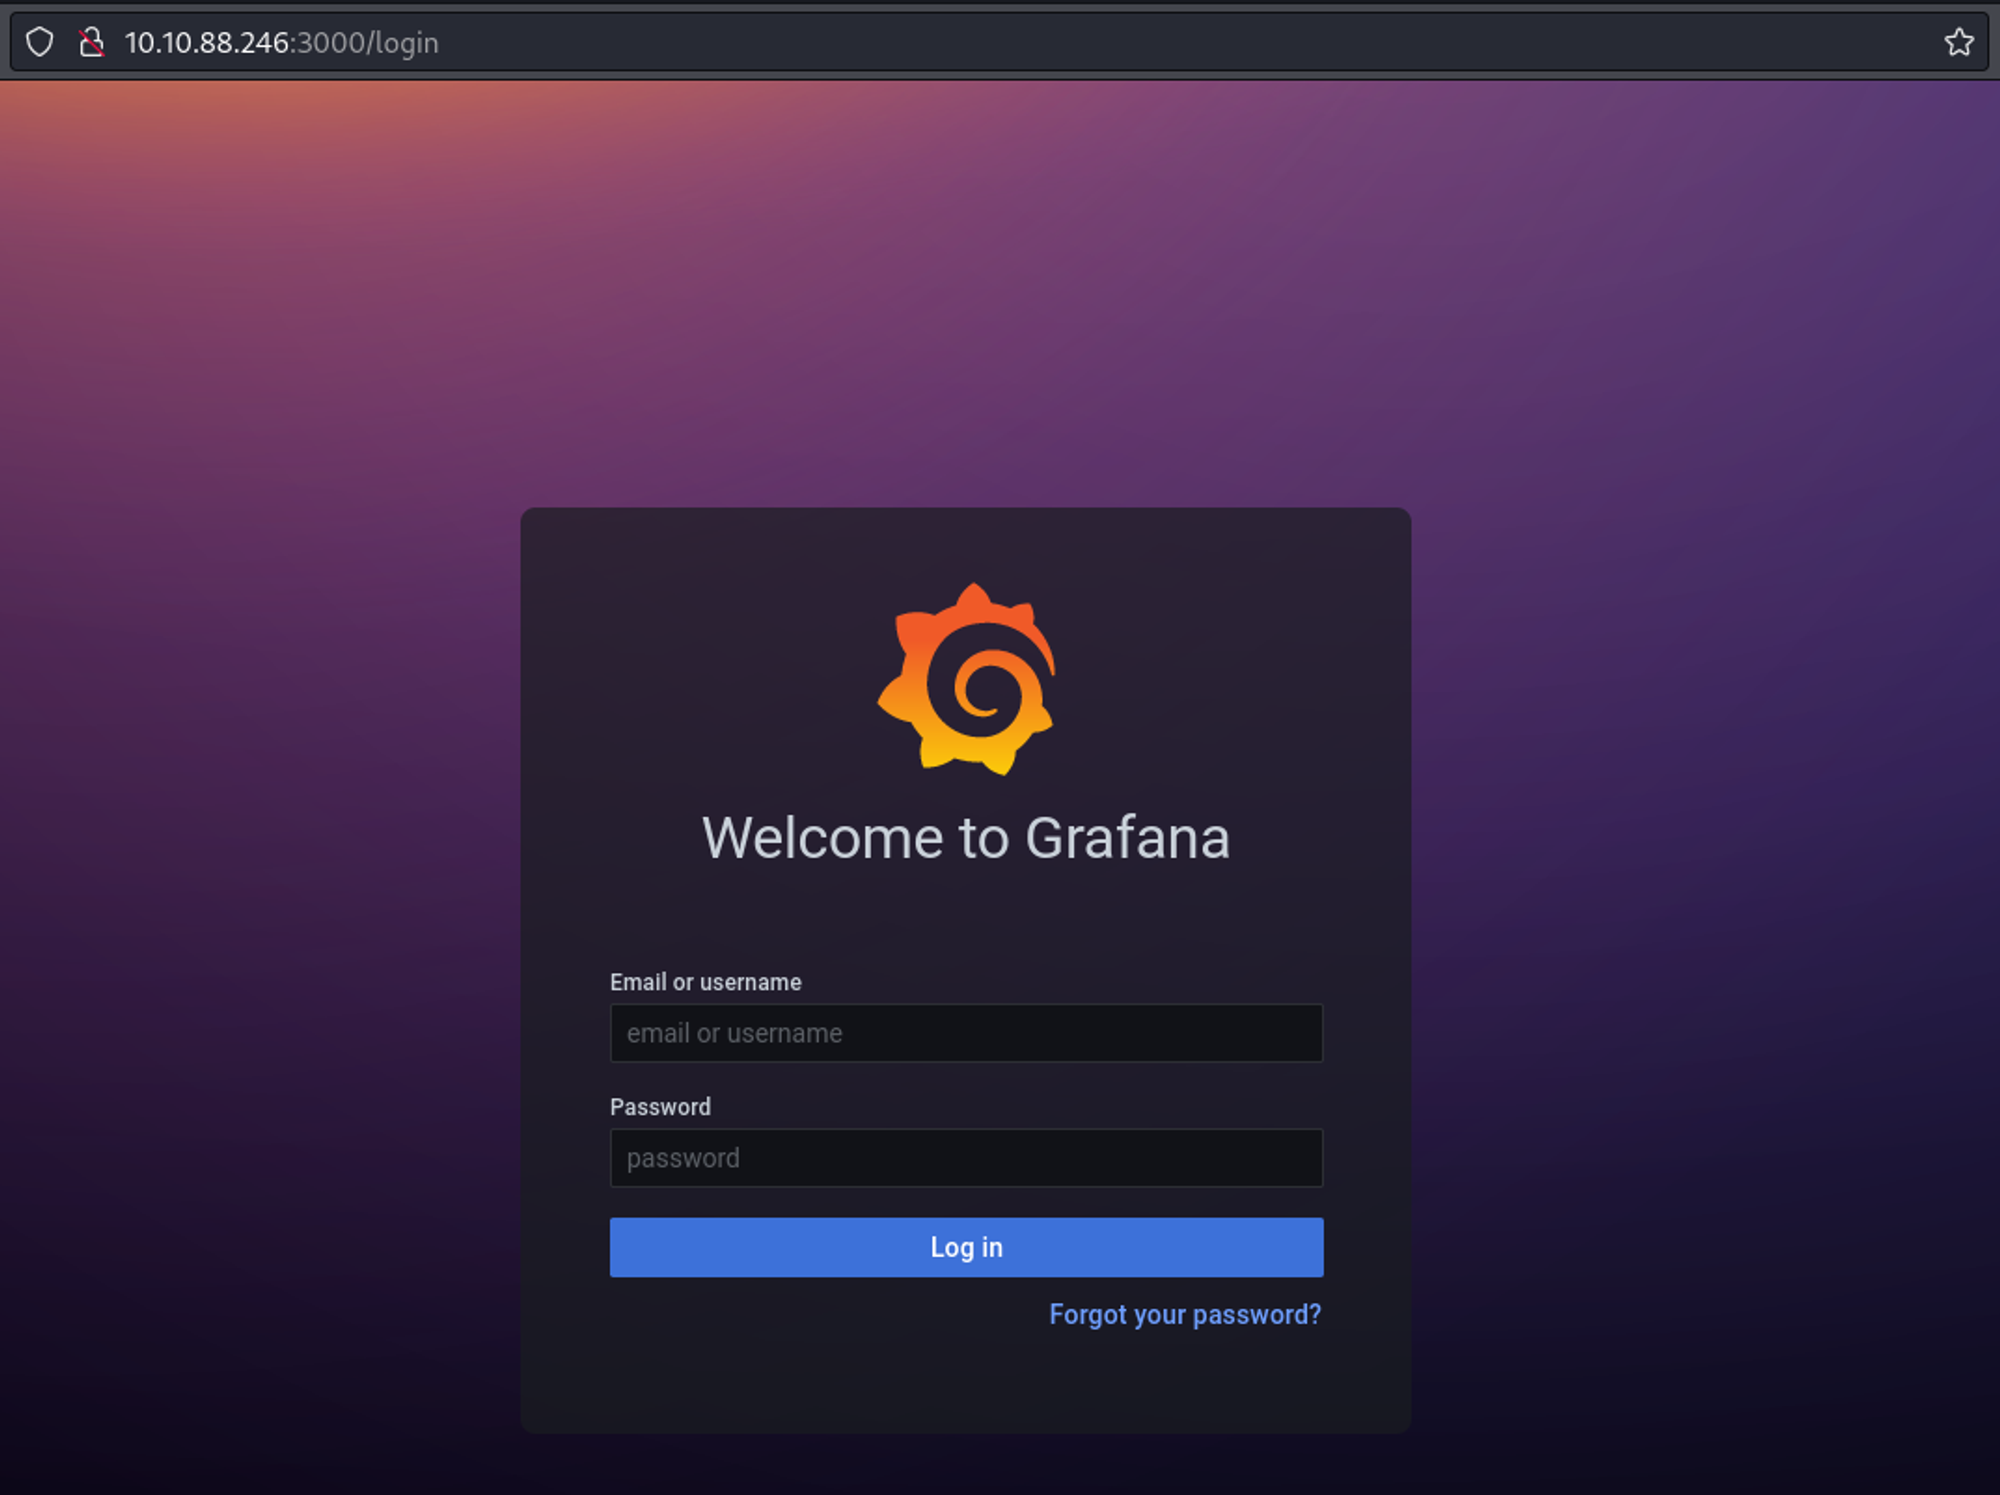 10.10.88.246:3000/login
Welcome to Grafana
Email or username
email or username
Password
password
Log in
Forgot your password?